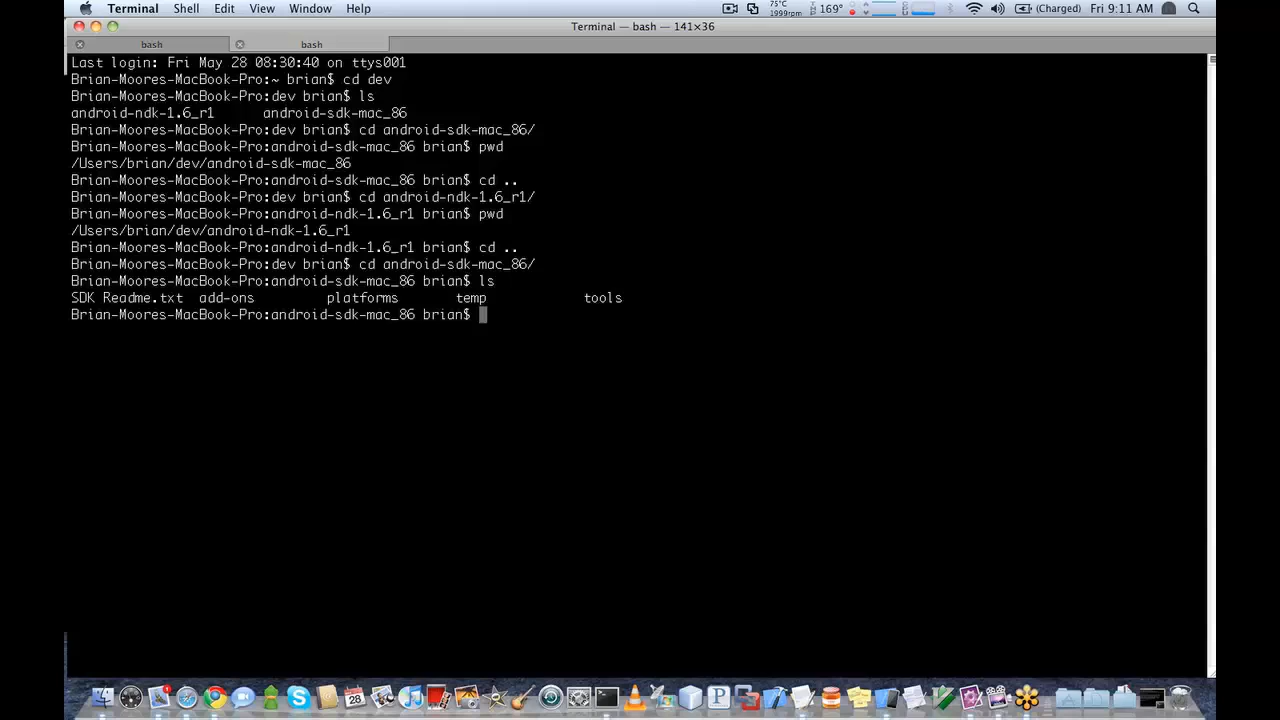 Terminal Shell Edit View Window Help 75°C 1999rpm 169° (Charged) Fri 9:11 AM
Terminal — bash — 141×36
bash bash
Last login: Fri May 28 08:30:40 on ttys001
Brian-Moores-MacBook-Pro:~ brian$ cd dev
Brian-Moores-MacBook-Pro:dev brian$ ls
android-ndk-1.6_r1 android-sdk-mac_86
Brian-Moores-MacBook-Pro:dev brian$ cd android-sdk-mac_86/
Brian-Moores-MacBook-Pro:android-sdk-mac_86 brian$ pwd
/Users/brian/dev/android-sdk-mac_86
Brian-Moores-MacBook-Pro:android-sdk-mac_86 brian$ cd ..
Brian-Moores-MacBook-Pro:dev brian$ cd android-ndk-1.6_r1/
Brian-Moores-MacBook-Pro:android-ndk-1.6_r1 brian$ pwd
/Users/brian/dev/android-ndk-1.6_r1
Brian-Moores-MacBook-Pro:android-ndk-1.6_r1 brian$ cd ..
Brian-Moores-MacBook-Pro:dev brian$ cd android-sdk-mac_86/
Brian-Moores-MacBook-Pro:android-sdk-mac_86 brian$ ls
SDK Readme.txt add-ons platforms temp tools
Brian-Moores-MacBook-Pro:android-sdk-mac_86 brian$
28